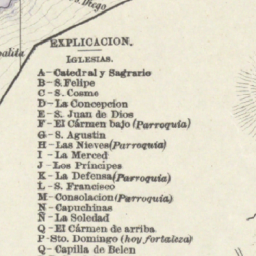 S. Diego
palita
EXPLICACION.
IGLESIAS.
A - Catedral y Sagrario
B - S. Felipe
C - S. Cosme
D - La Concepcion
E - S. Juan de Dios
F - El Cármen bajo (Parroquia)
G - S. Agustin
H - Las Nieves (Parroquia)
I - La Merced
J - Los Príncipes
K - La Defensa (Parroquia)
L - S. Francisco
M - Consolacion (Parroquia)
N - Capuchinas
Ñ - La Soledad
Q - El Cármen de arriba
P - Sto. Domingo (hoy fortaleza)
Q - Capilla de Belen